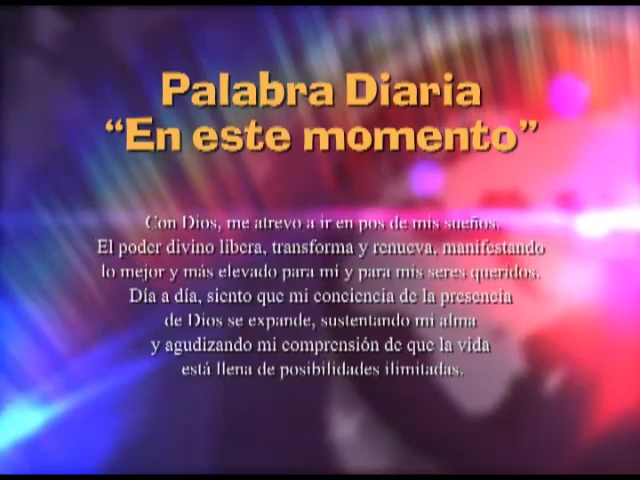 Palabra Diaria
“En este momento”
Con Dios, me atrevo a ir en pos de mis sueños.
El poder divino libera, transforma y renueva, manifestando
lo mejor y más elevado para mí y para mis seres queridos.
Día a día, siento que mi conciencia de la presencia
de Dios se expande, sustentando mi alma
y agudizando mi comprensión de que la vida
está llena de posibilidades ilimitadas.